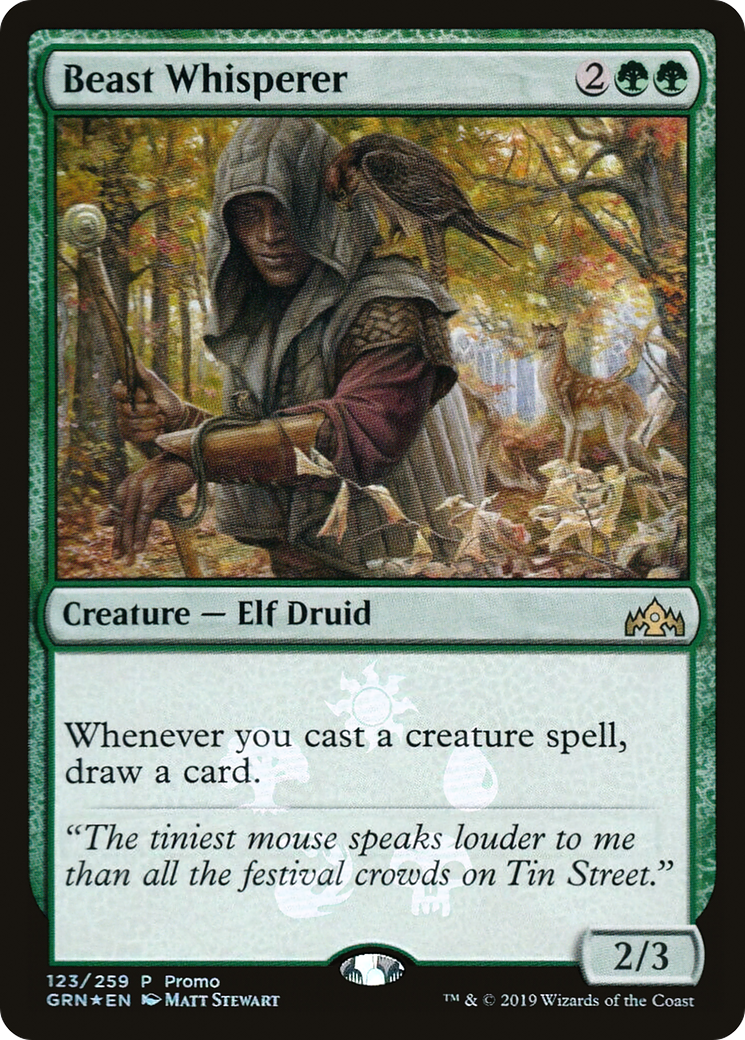 Beast Whisperer 2
Creature — Elf Druid
Whenever you cast a creature spell,
draw a card.
“The tiniest mouse speaks louder to me
than all the festival crowds on Tin Street.”
2/3
123/259 P Promo
GRN★EN Matt Stewart
™ & © 2019 Wizards of the Coast